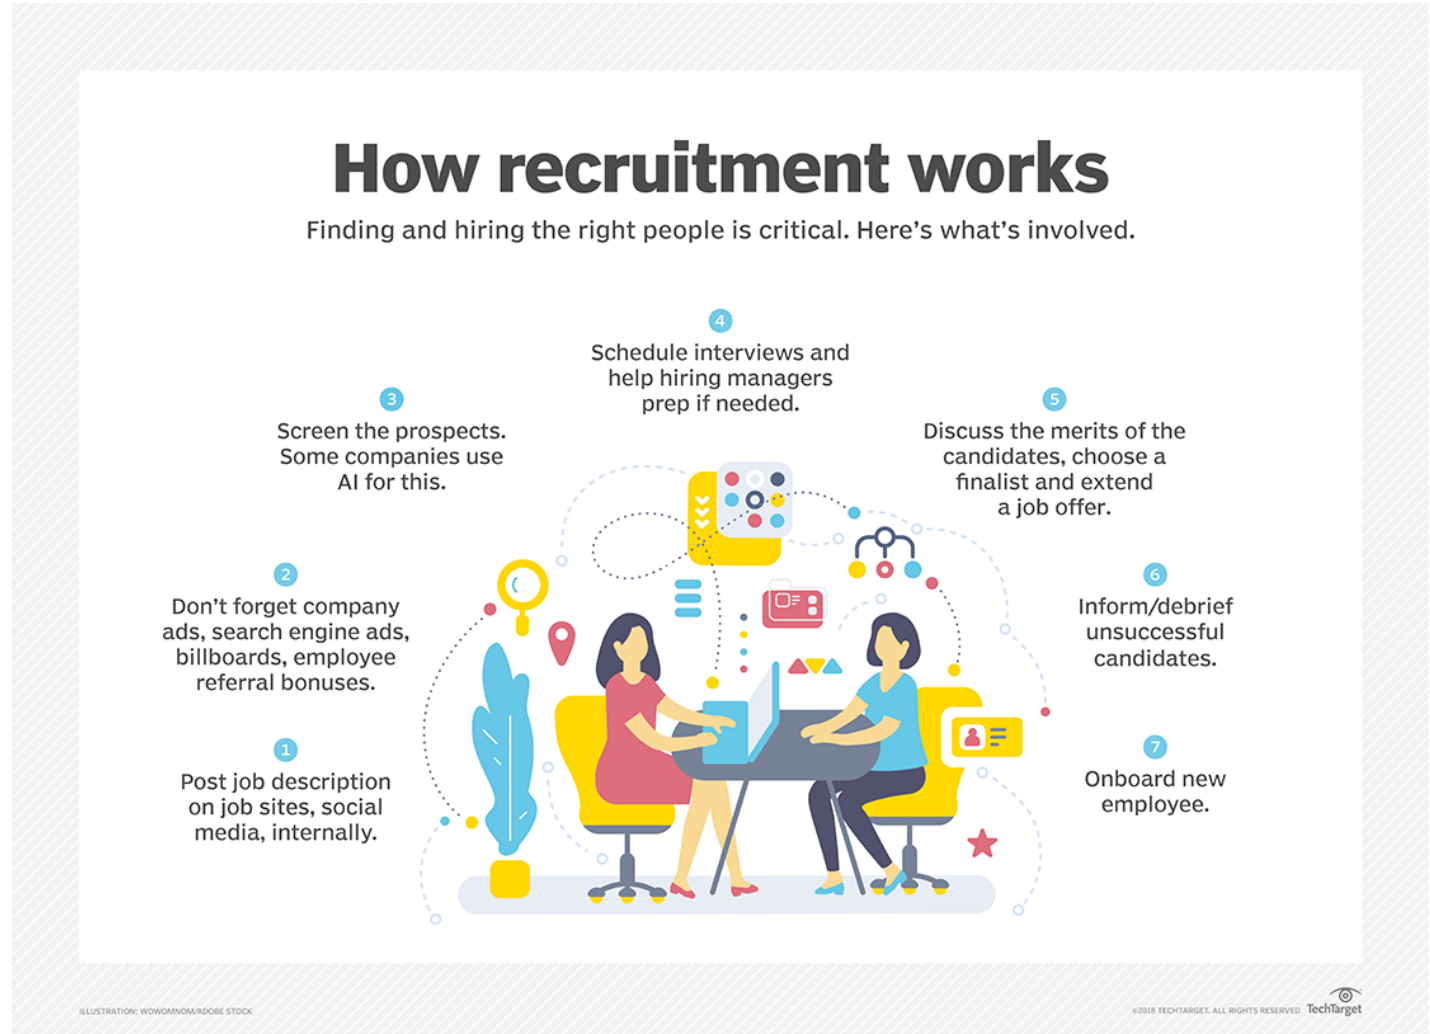 How recruitment works
Finding and hiring the right people is critical. Here's what's involved.
1
Post job description
on job sites, social
media, internally.
2
Don't forget company
ads, search engine ads,
billboards, employee
referral bonuses.
3
Screen the prospects.
Some companies use
AI for this.
4
Schedule interviews and
help hiring managers
prep if needed.
5
Discuss the merits of the
candidates, choose a
finalist and extend
a job offer.
6
Inform/debrief
unsuccessful
candidates.
7
Onboard new
employee.
ILLUSTRATION: WOWOMNOM/ADOBE STOCK
©2018 TECHTARGET. ALL RIGHTS RESERVED TechTarget